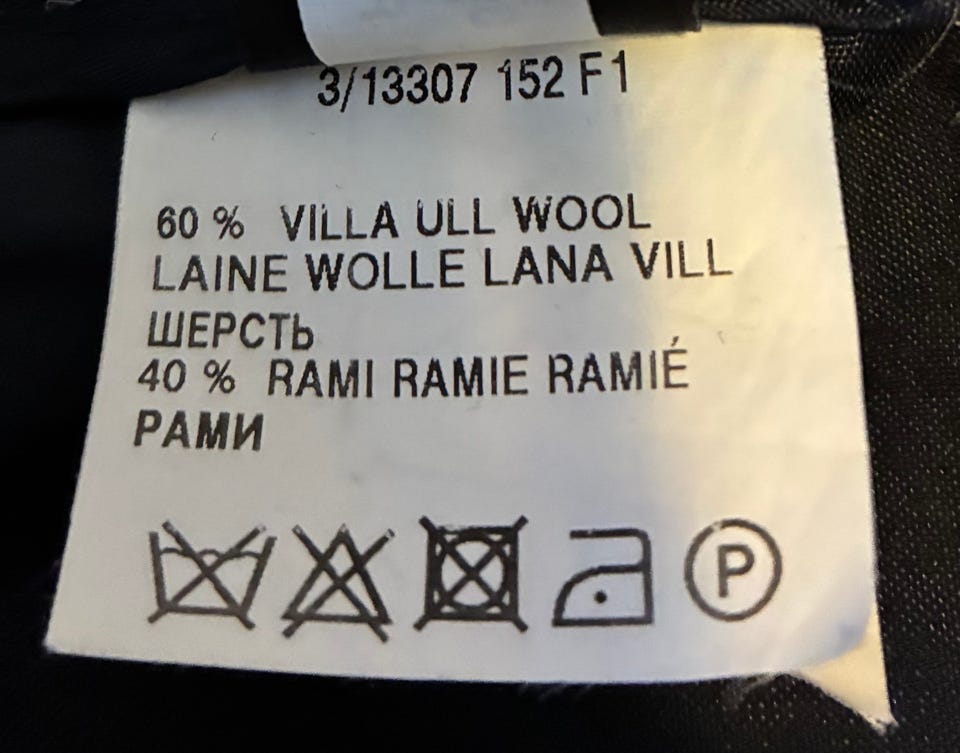 3/13307 152 F1
60 % VILLA ULL WOOL
LAINE WOLLE LANA VILL
ШЕРСТЬ
40 % RAMI RAMIE RAMIÉ
РАМИ
P